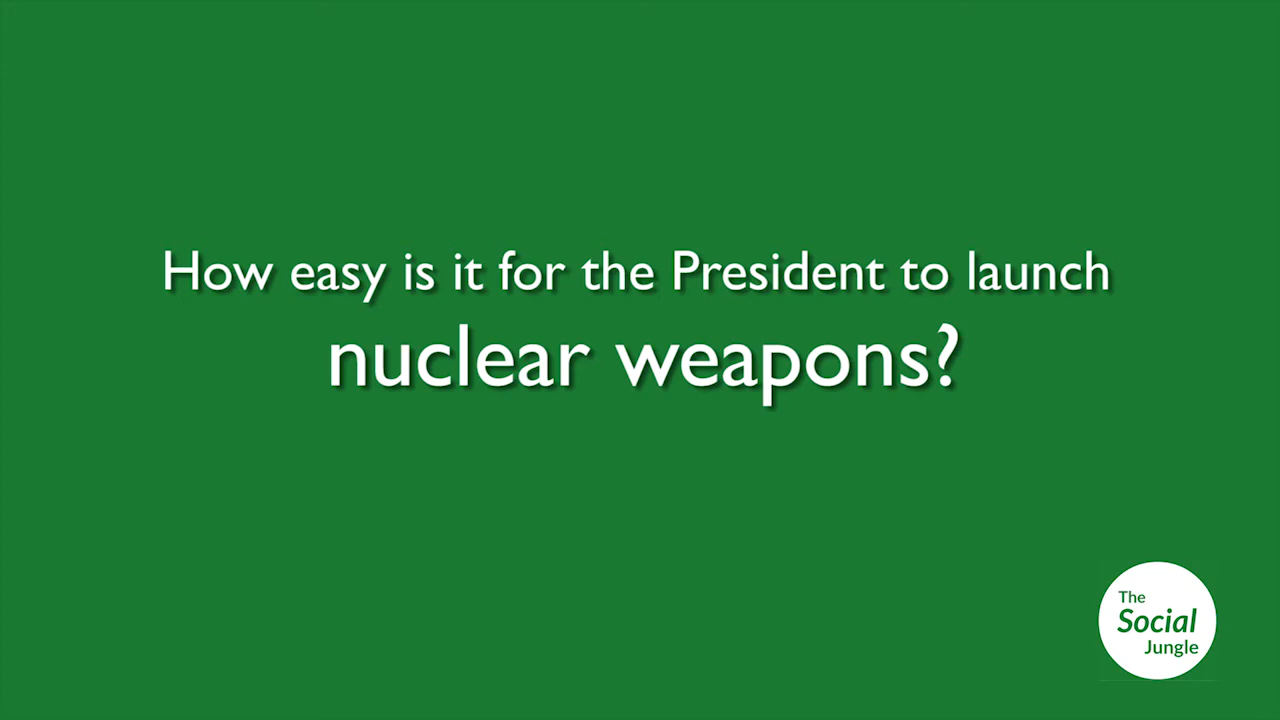 How easy is it for the President to launch
nuclear weapons?
The
Social
Jungle